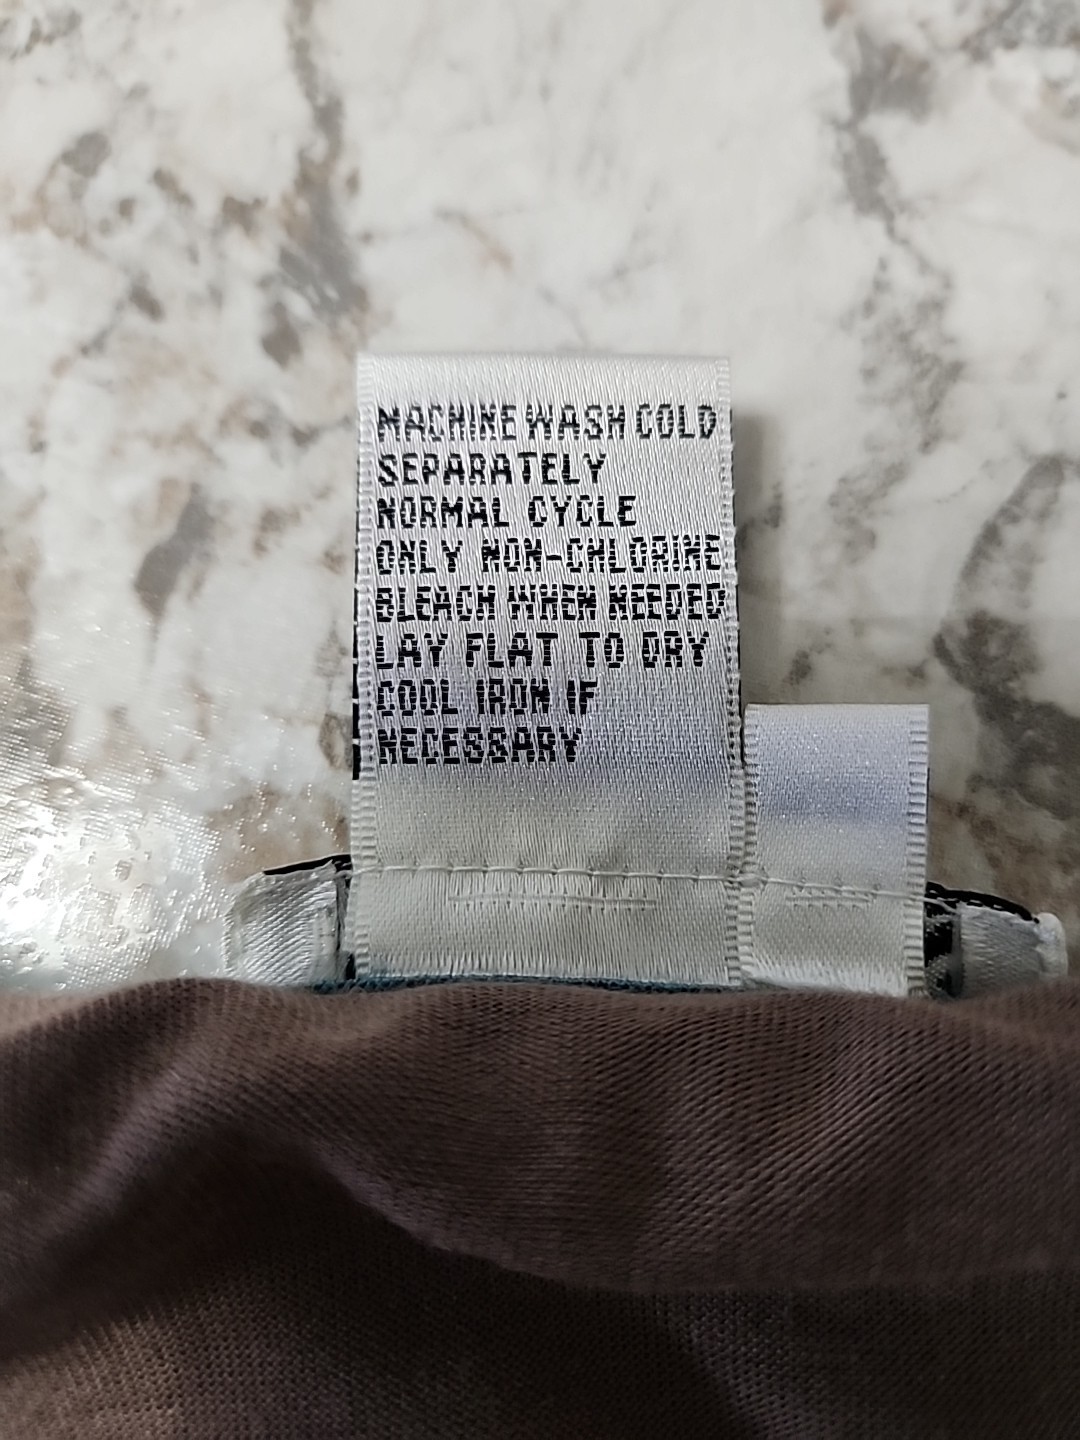 MACHINE WASH COLD
SEPARATELY
NORMAL CYCLE
ONLY NON-CHLORINE
BLEACH WHEN NEEDED
LAY FLAT TO DRY
COOL IRON IF
NECESSARY